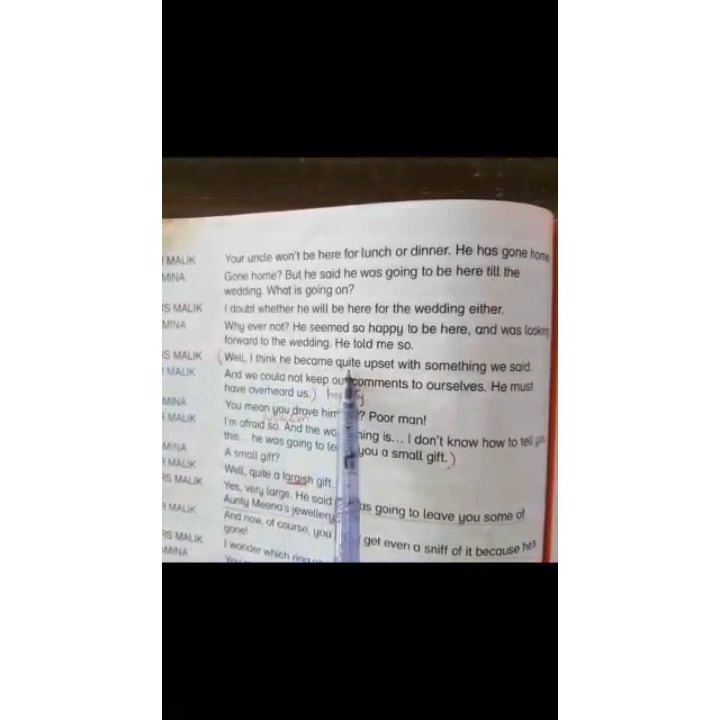 MALIK Your uncle won't be here for lunch or dinner. He has gone home
MINA Gone home? But he said he was going to be here till the
wedding. What is going on?
S MALIK I doubt whether he will be here for the wedding either.
MINA Why ever not? He seemed so happy to be here, and was looking
forward to the wedding. He told me so.
S MALIK (Well, I think he became quite upset with something we said.
MALIK And we could not keep our comments to ourselves. He must
have overheard us.)
MINA You mean you drove him ? Poor man!
MALIK I'm afraid so. And the wo hing is... I don't know how to tell you
this... he was going to le you a small gift.)
MINA A small gift?
MALIK Well, quite a largish gift.
S MALIK Yes, very large. He said as going to leave you some of
Aunty Meena's jewellery
MALIK And now, of course, you get even a sniff of it because he's
gone!
RS MALIK I wonder which ring
MINA